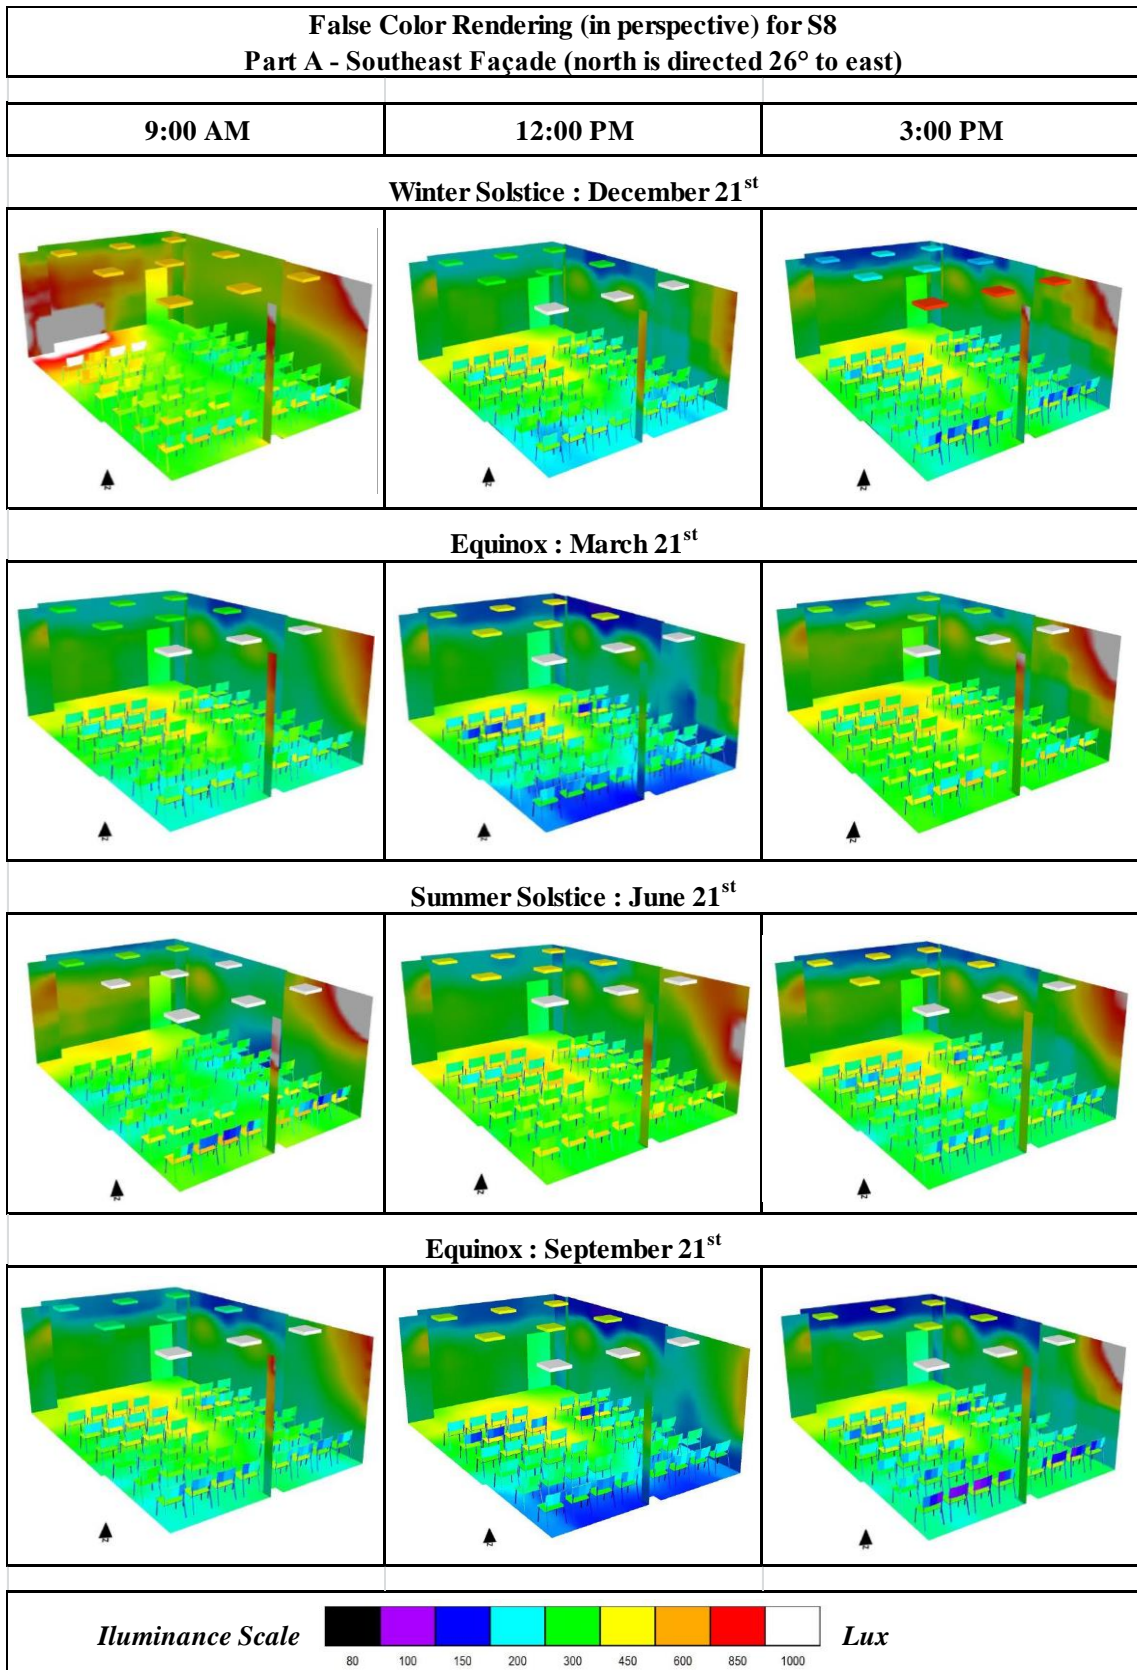 False Color Rendering (in perspective) for S8
Part A - Southeast Façade (north is directed 26° to east)
9:00 AM 12:00 PM 3:00 PM
Winter Solstice : December 21st
Equinox : March 21st
Summer Solstice : June 21st
Equinox : September 21st
Iluminance Scale Lux
80 100 150 200 300 450 600 850 1000